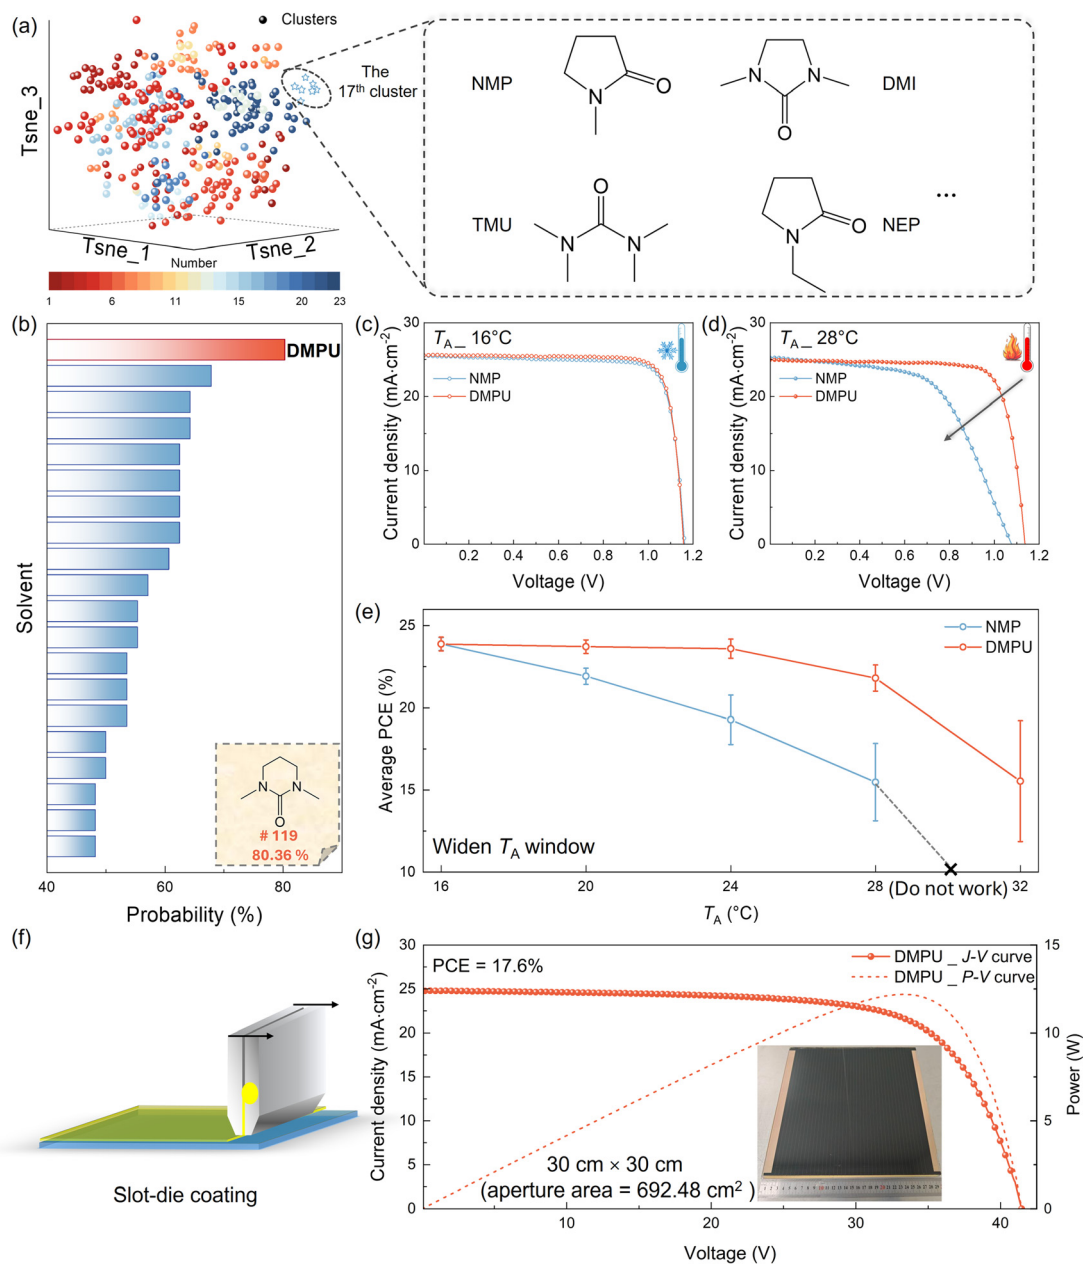 (a)
Clusters
The
17th cluster
Tsne_3
Tsne_1
Tsne_2
Number
1 6 11 15 20 23
NMP
DMI
TMU
NEP
...
N
O
N N
O
O
N N
N
O
(b)
DMPU
Solvent
N N
O
# 119
80.36 %
40 60 80
Probability (%)
(c)
TA_ 16°C
NMP
DMPU
Current density (mA·cm-2)
30
20
10
0
0.2 0.4 0.6 0.8 1.0 1.2
Voltage (V)
(d)
TA_ 28°C
NMP
DMPU
Current density (mA·cm-2)
30
20
10
0
0.2 0.4 0.6 0.8 1.0 1.2
Voltage (V)
(e)
NMP
DMPU
Average PCE (%)
25
20
15
10
Widen TA window
16 20 24 28 32
(Do not work)
TA (°C)
(f)
Slot-die coating
(g)
PCE = 17.6%
DMPU _ J-V curve
DMPU _ P-V curve
Current density (mA·cm-2)
30
25
20
15
10
5
0
15
10
5
0
Power (W)
30 cm × 30 cm
(aperture area = 692.48 cm2 )
10 20 30 40
Voltage (V)